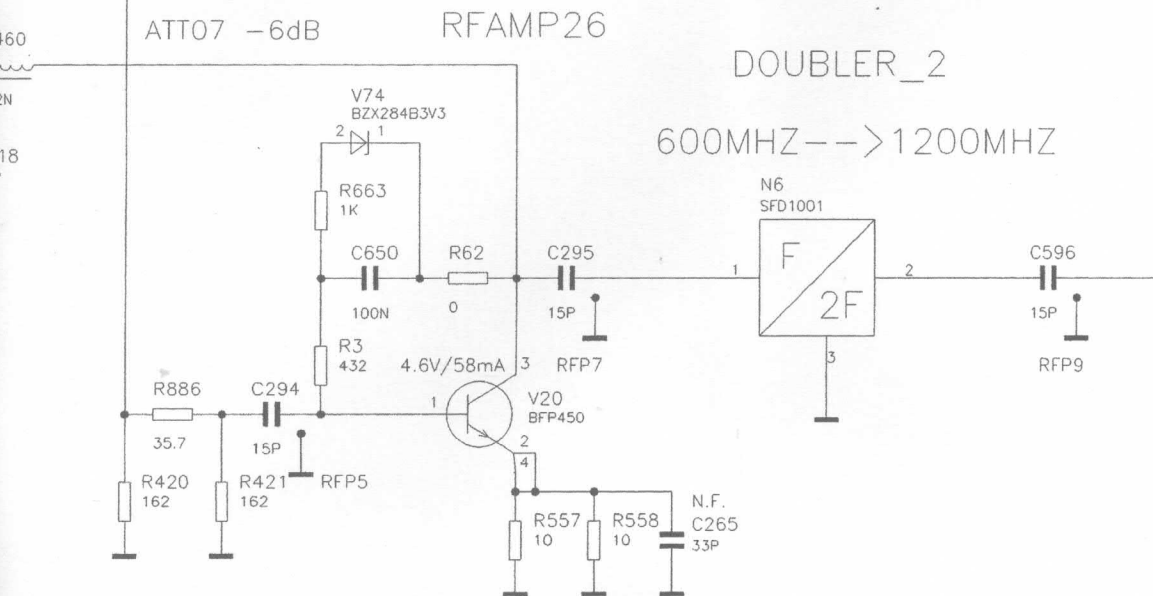 460
ATT07 -6dB
RFAMP26
DOUBLER_2
2N
V74
BZX284B3V3
2
1
18
600MHZ-->1200MHZ
R663
1K
N6
SFD1001
C650
R62
C295
F
C596
1
2
100N
0
15P
2F
15P
R3
432
4.6V/58mA
3
RFP7
3
RFP9
R886
C294
1
V20
BFP450
35.7
15P
2
4
R420
162
R421
162
RFP5
R557
10
R558
10
N.F.
C265
33P